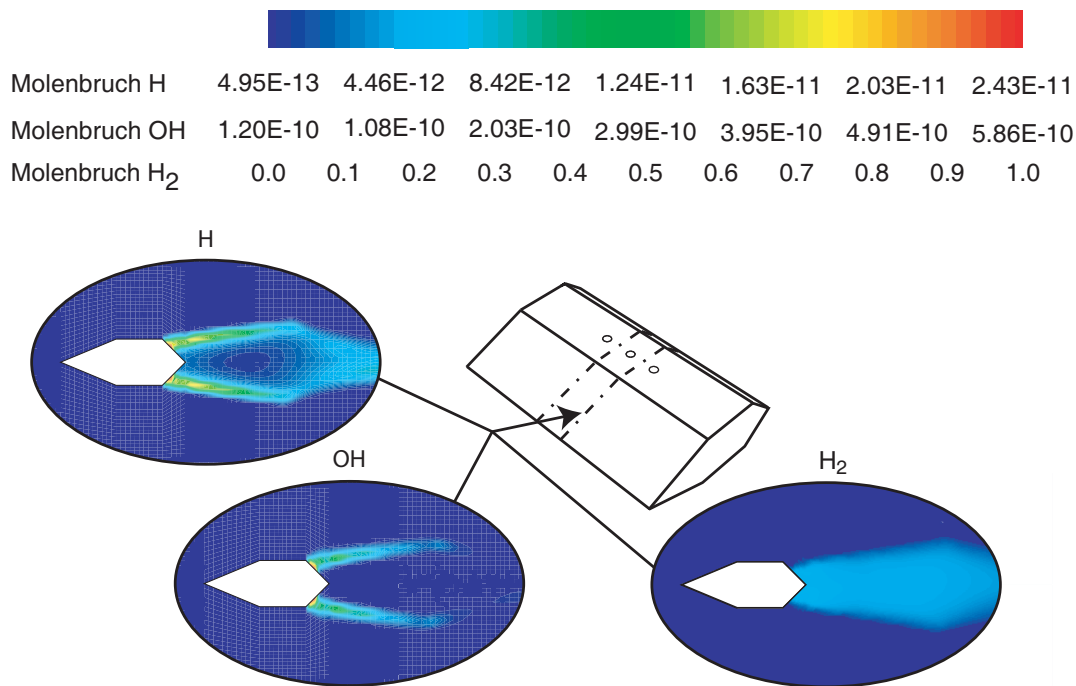 Molenbruch H 4.95E-13 4.46E-12 8.42E-12 1.24E-11 1.63E-11 2.03E-11 2.43E-11
Molenbruch OH 1.20E-10 1.08E-10 2.03E-10 2.99E-10 3.95E-10 4.91E-10 5.86E-10
Molenbruch H₂ 0.0 0.1 0.2 0.3 0.4 0.5 0.6 0.7 0.8 0.9 1.0
H
OH
H₂